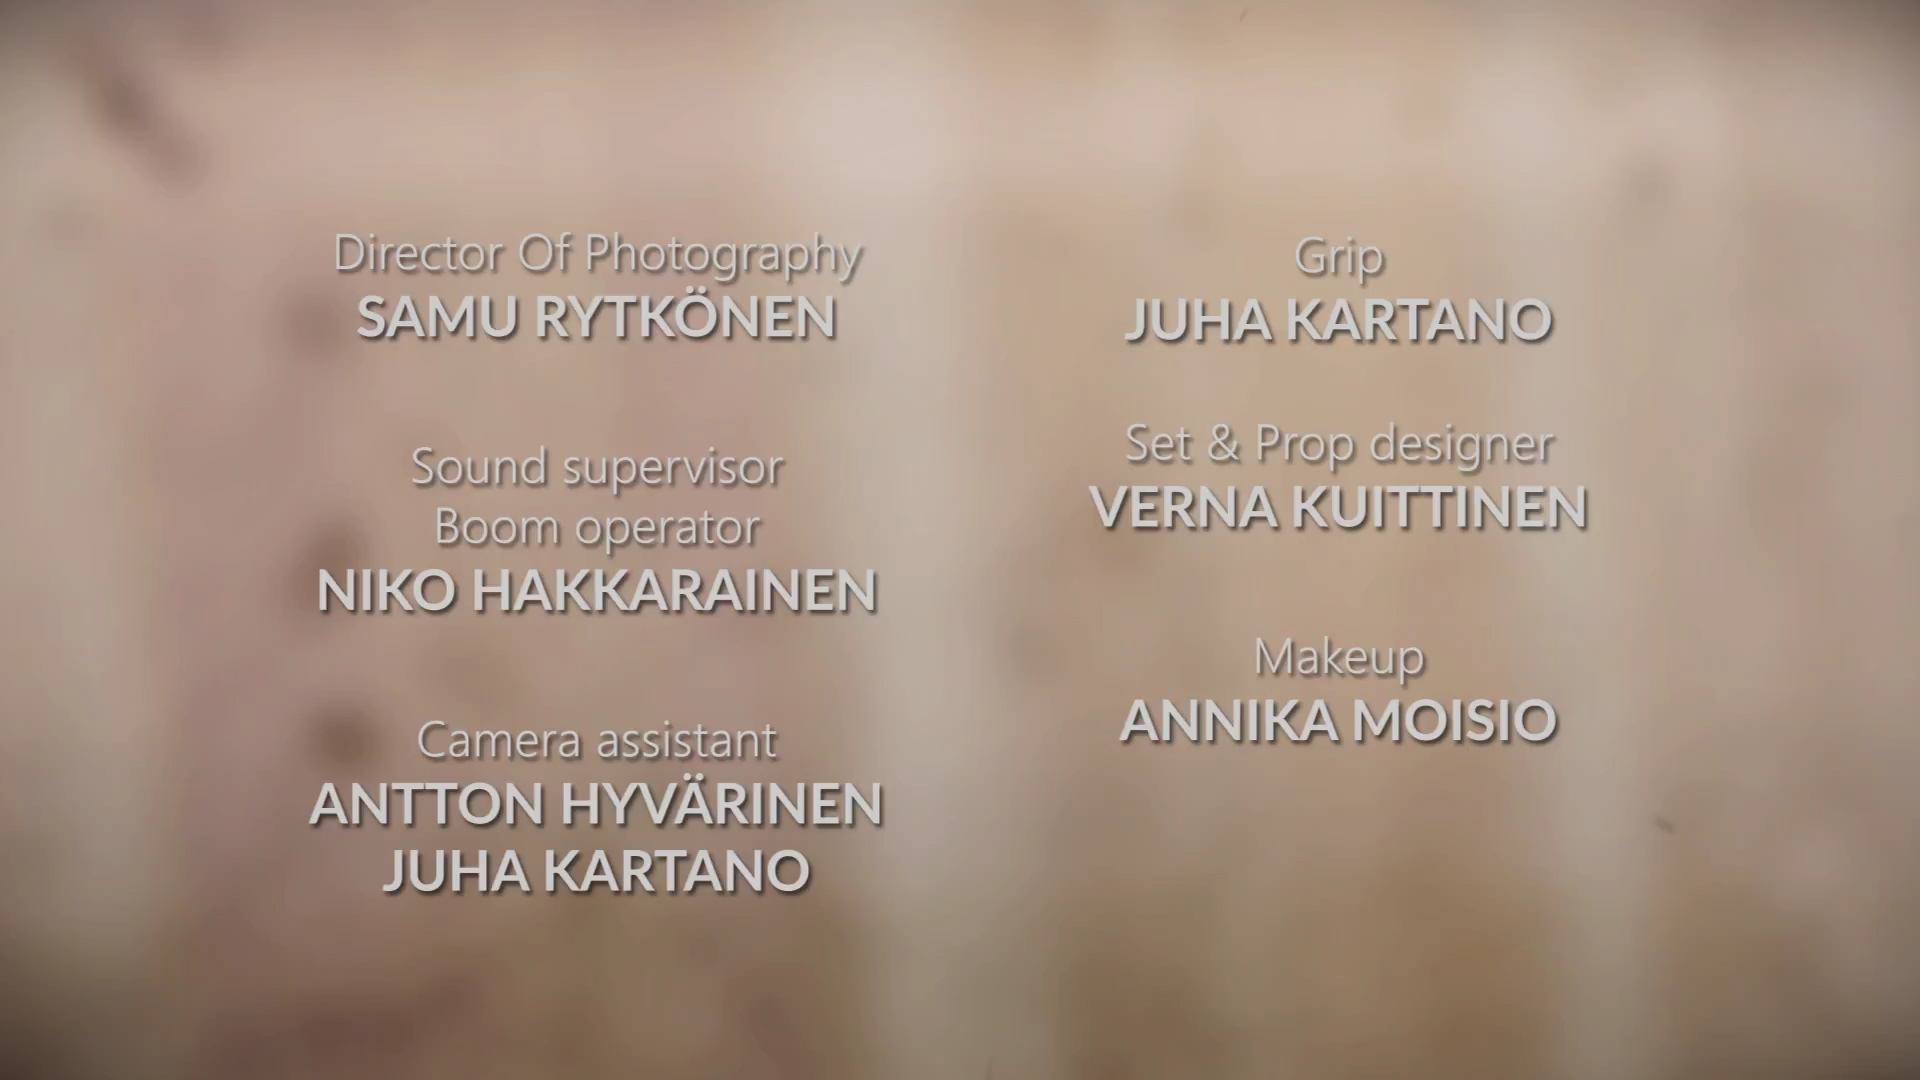 Director Of Photography
SAMU RYTKÖNEN
Sound supervisor
Boom operator
NIKO HAKKARAINEN
Camera assistant
ANTTON HYVÄRINEN
JUHA KARTANO
Grip
JUHA KARTANO
Set & Prop designer
VERNA KUITTINEN
Makeup
ANNIKA MOISIO